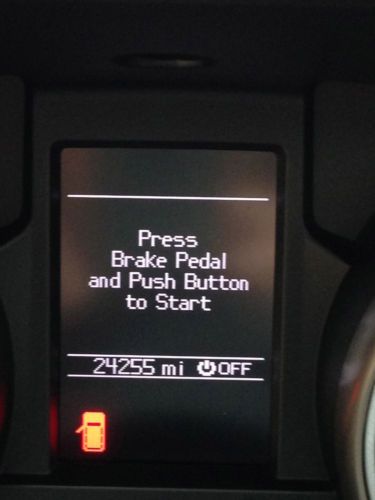 Press
Brake Pedal
and Push Button
to Start
24255 mi OFF